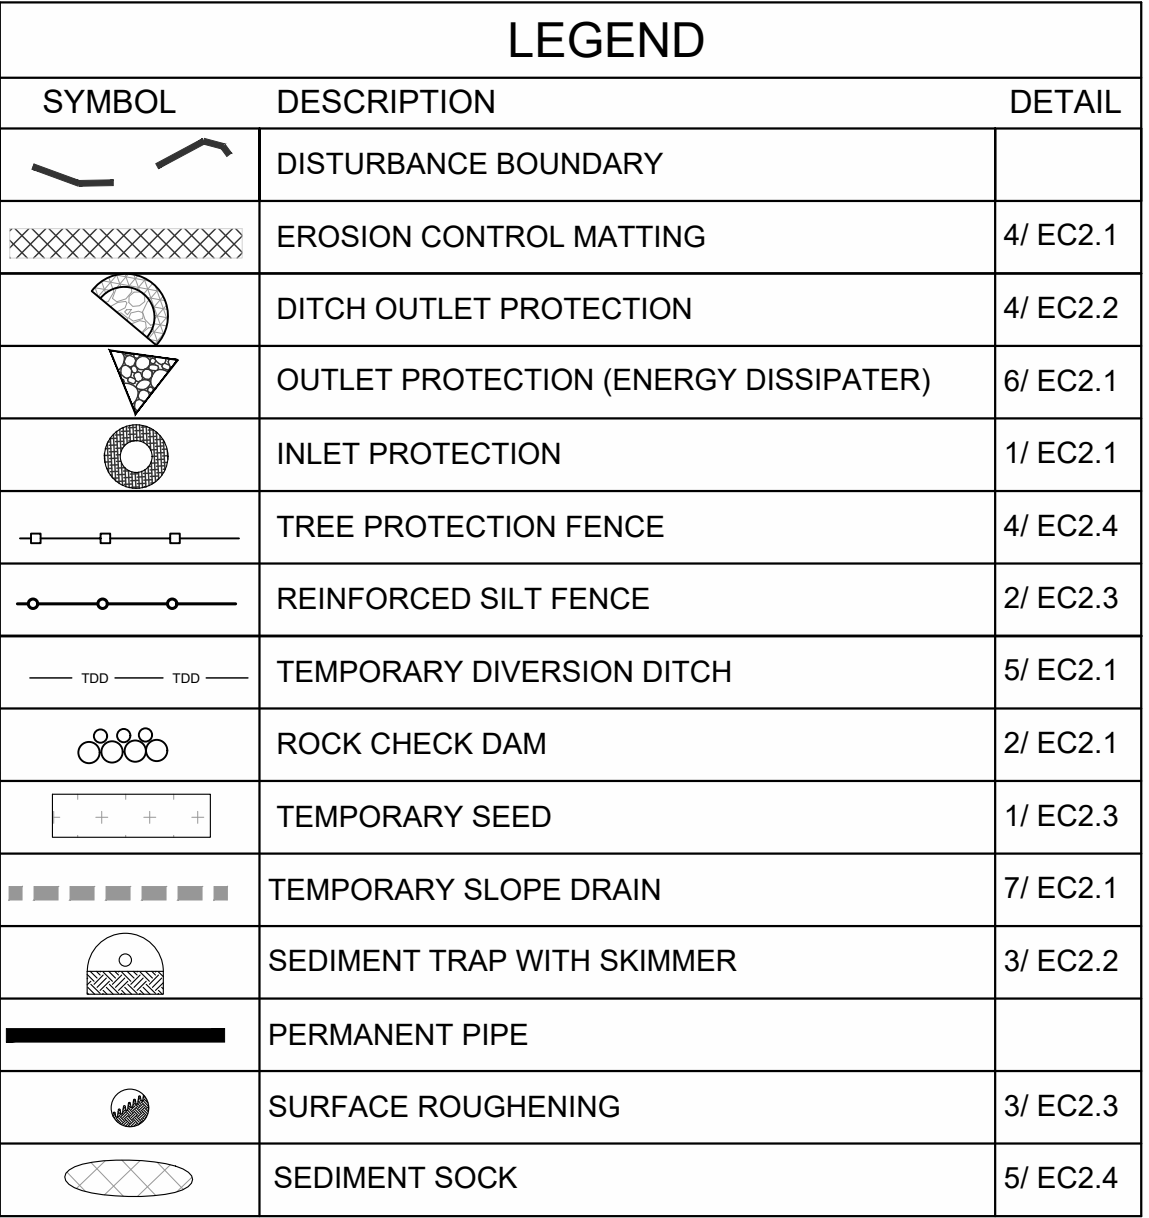 LEGEND
SYMBOL DESCRIPTION DETAIL
DISTURBANCE BOUNDARY
EROSION CONTROL MATTING 4/ EC2.1
DITCH OUTLET PROTECTION 4/ EC2.2
OUTLET PROTECTION (ENERGY DISSIPATER) 6/ EC2.1
INLET PROTECTION 1/ EC2.1
TREE PROTECTION FENCE 4/ EC2.4
REINFORCED SILT FENCE 2/ EC2.3
TDD TDD TEMPORARY DIVERSION DITCH 5/ EC2.1
ROCK CHECK DAM 2/ EC2.1
TEMPORARY SEED 1/ EC2.3
TEMPORARY SLOPE DRAIN 7/ EC2.1
SEDIMENT TRAP WITH SKIMMER 3/ EC2.2
PERMANENT PIPE
SURFACE ROUGHENING 3/ EC2.3
SEDIMENT SOCK 5/ EC2.4